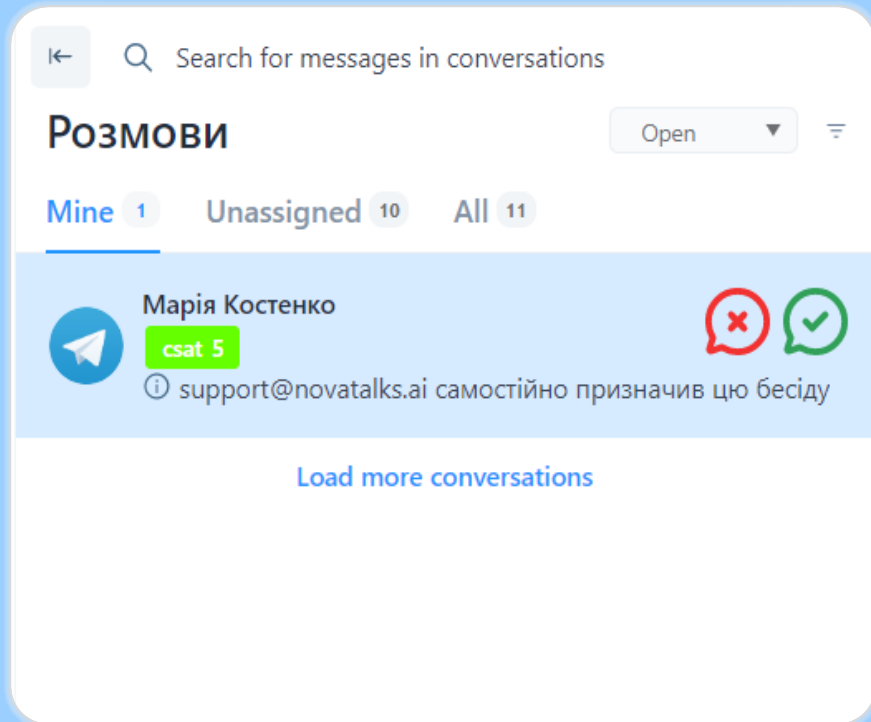 Search for messages in conversations
Розмови
Open
Mine 1 Unassigned 10 All 11
Марія Костенко
csat 5
support@novatalks.ai самостійно призначив цю бесіду
Load more conversations